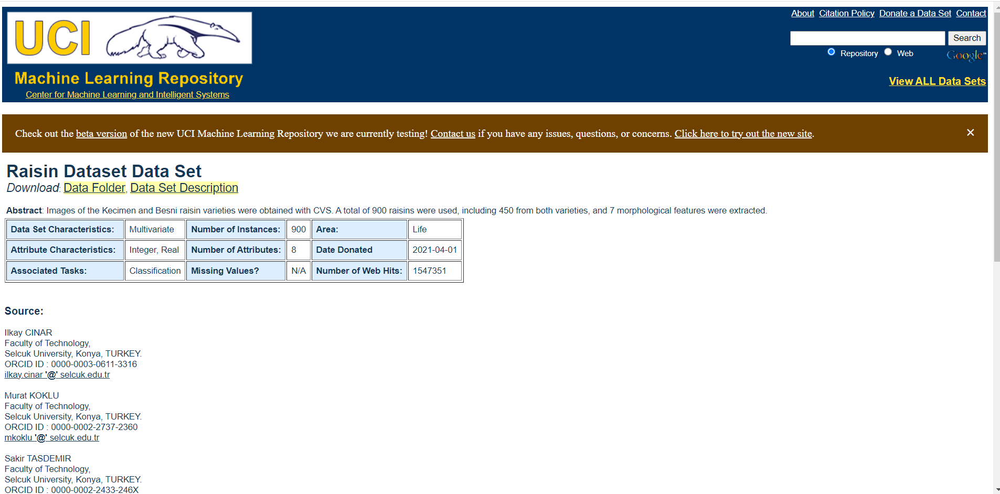 About Citation Policy Donate a Data Set Contact
UCI
Search
Repository Web Google™
Machine Learning Repository
View ALL Data Sets
Center for Machine Learning and Intelligent Systems
Check out the beta version of the new UCI Machine Learning Repository we are currently testing! Contact us if you have any issues, questions, or concerns. Click here to try out the new site.
Raisin Dataset Data Set
Download: Data Folder, Data Set Description
Abstract: Images of the Kecimen and Besni raisin varieties were obtained with CVS. A total of 900 raisins were used, including 450 from both varieties, and 7 morphological features were extracted.
Data Set Characteristics: Multivariate Number of Instances: 900 Area: Life
Attribute Characteristics: Integer, Real Number of Attributes: 8 Date Donated 2021-04-01
Associated Tasks: Classification Missing Values? N/A Number of Web Hits: 1547351
Source:
Ilkay CINAR
Faculty of Technology,
Selcuk University, Konya, TURKEY.
ORCID ID : 0000-0003-0611-3316
ilkay.cinar '@' selcuk.edu.tr
Murat KOKLU
Faculty of Technology,
Selcuk University, Konya, TURKEY.
ORCID ID : 0000-0002-2737-2360
mkoklu '@' selcuk.edu.tr
Sakir TASDEMIR
Faculty of Technology,
Selcuk University, Konya, TURKEY.
ORCID ID : 0000-0002-2433-246X